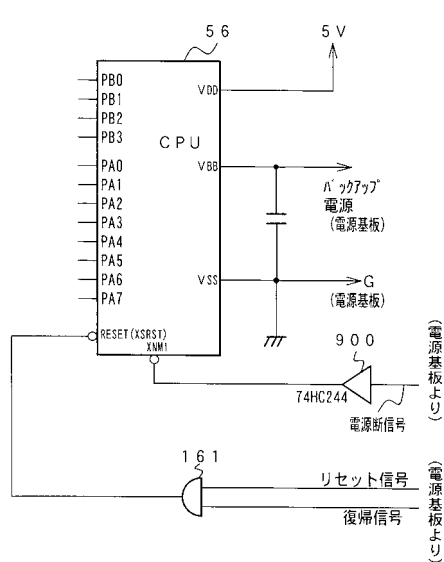 56
5V
PB0
PB1
PB2
PB3
PA0
PA1
PA2
PA3
PA4
PA5
PA6
PA7
CPU
VDD
VBB
VSS
RESET(XSRST)
XNMI
バックアップ
電源
(電源基板)
G
(電源基板)
900
74HC244
電源断信号
(電源基板より)
161
リセット信号
復帰信号
(電源基板より)